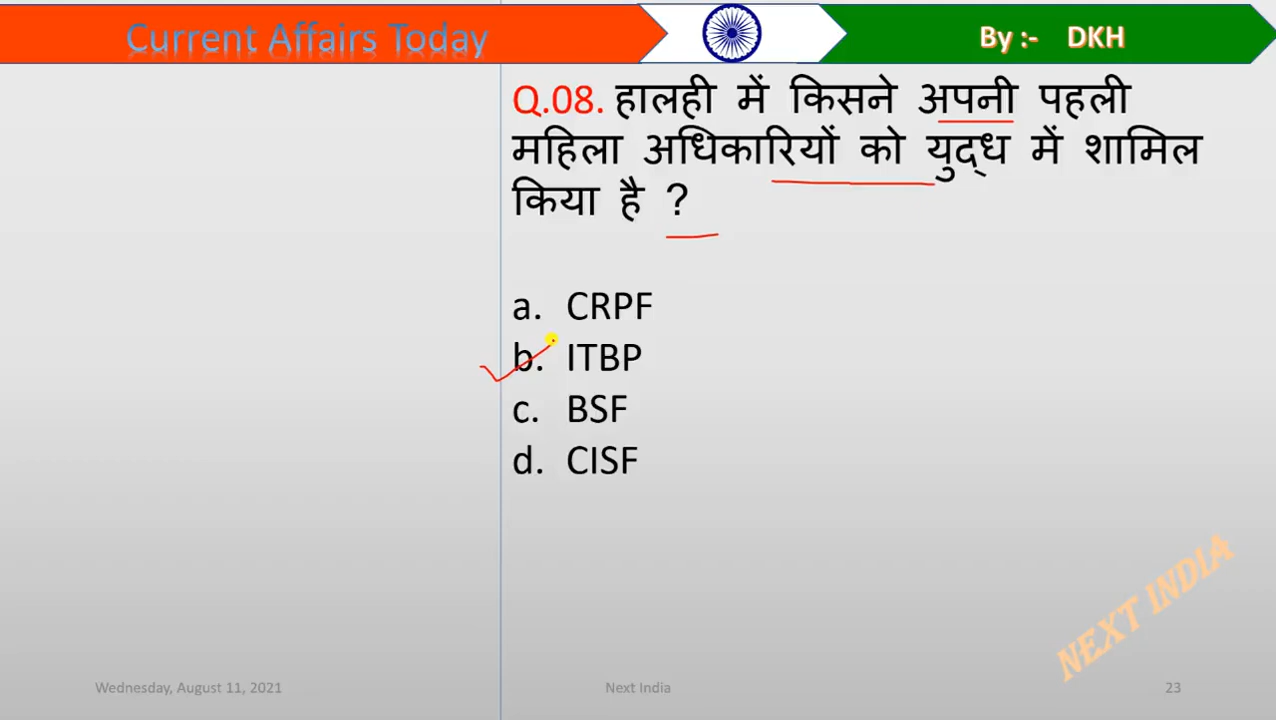 Current Affairs Today
By :- DKH
Q.08. हालही में किसने अपनी पहली
महिला अधिकारियों को युद्ध में शामिल
किया है ?
a. CRPF
b. ITBP
c. BSF
d. CISF
NEXT INDIA
Wednesday, August 11, 2021
Next India
23